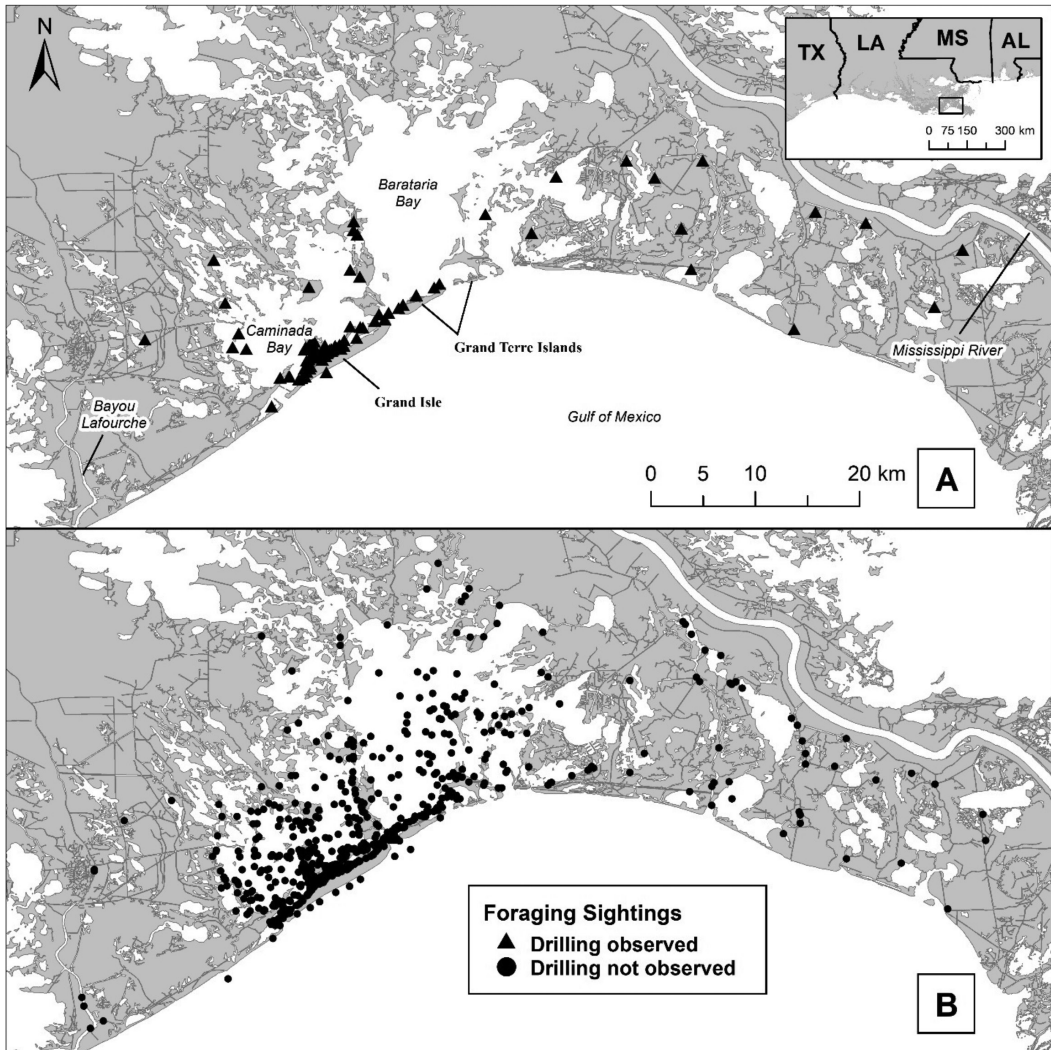 N
TX
LA
MS
AL
0 75 150 300 km
Barataria
Bay
Caminada
Bay
Grand Terre Islands
Mississippi River
Grand Isle
Bayou
Lafourche
Gulf of Mexico
0 5 10 20 km
A
Foraging Sightings
Drilling observed
Drilling not observed
B